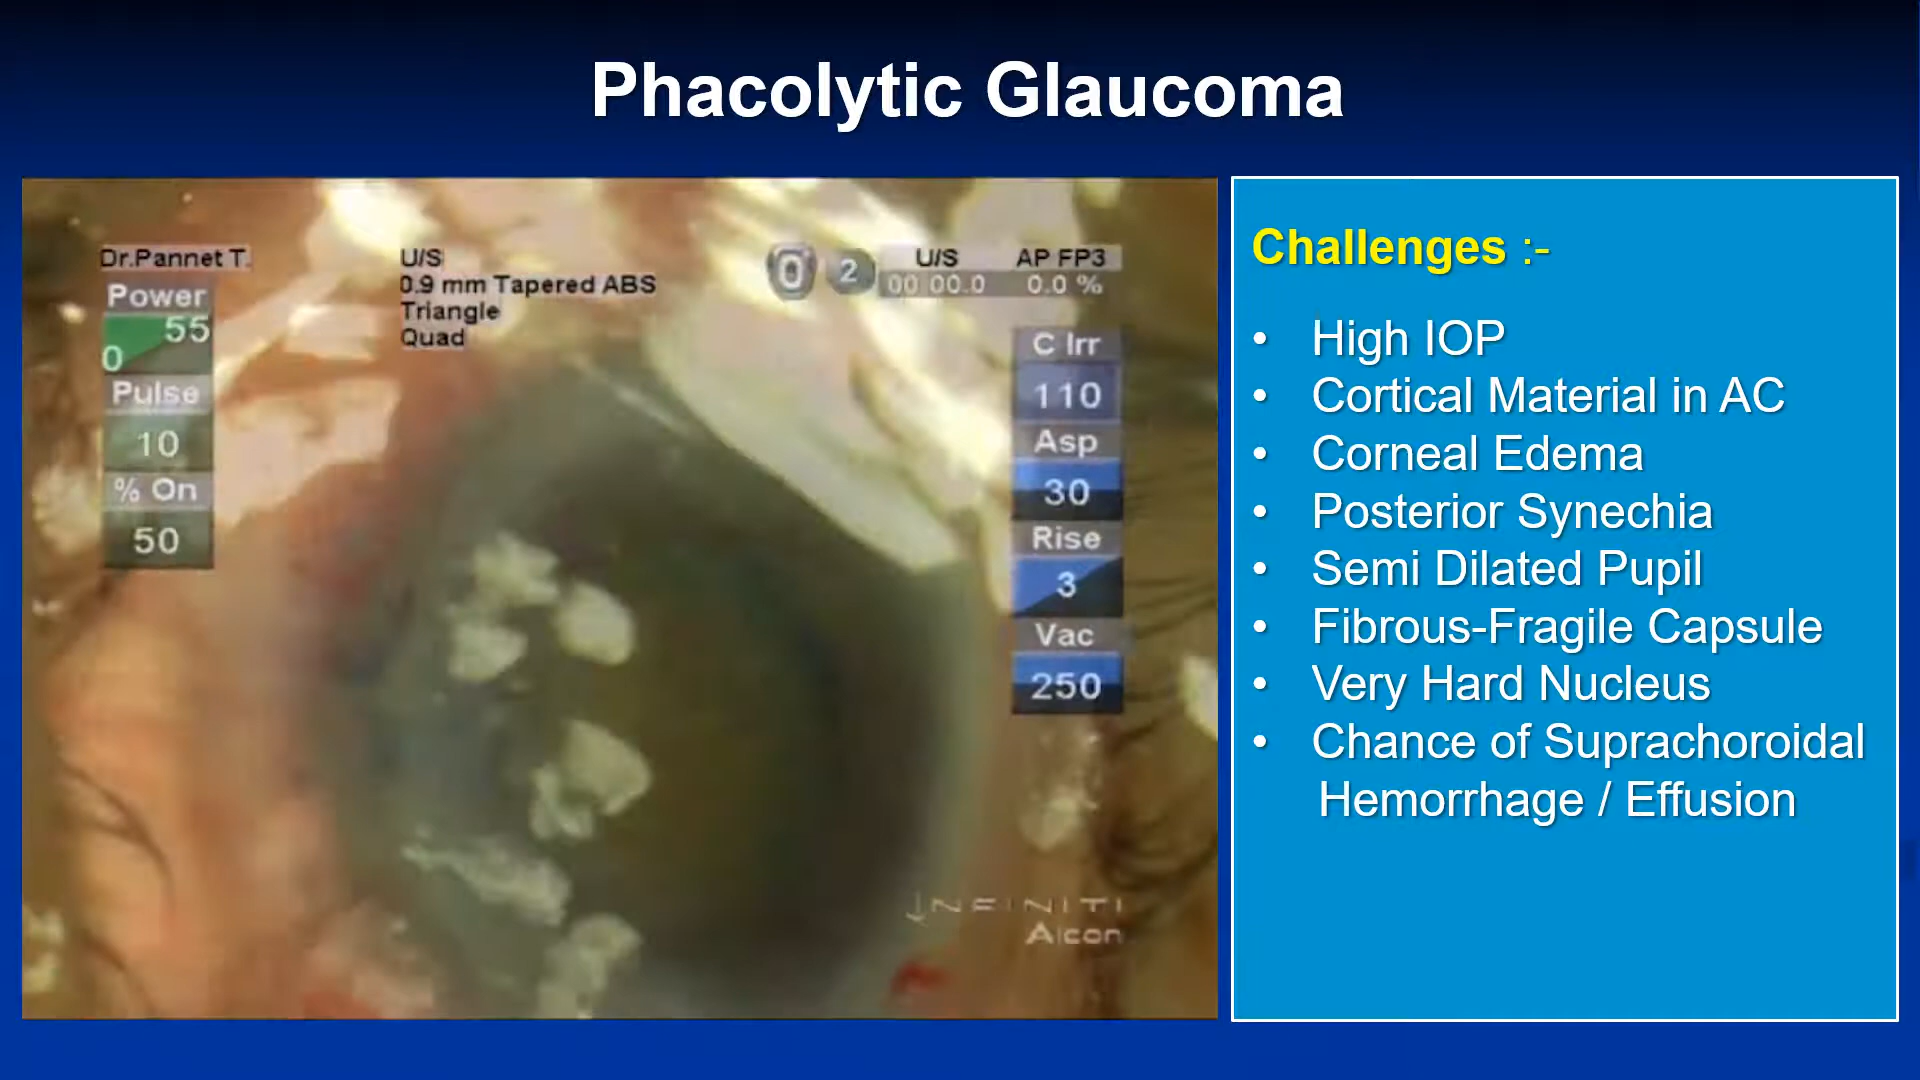 Phacolytic Glaucoma
Dr.Pannet T.
Power
55
0
Pulse
10
% On
50
U/S
0.9 mm Tapered ABS
Triangle
Quad
0 2
U/S AP FP3
00 00.0 0.0 %
C Irr
110
Asp
30
Rise
3
Vac
250
INFINITI
Alcon
Challenges :-
• High IOP
• Cortical Material in AC
• Corneal Edema
• Posterior Synechia
• Semi Dilated Pupil
• Fibrous-Fragile Capsule
• Very Hard Nucleus
• Chance of Suprachoroidal
Hemorrhage / Effusion